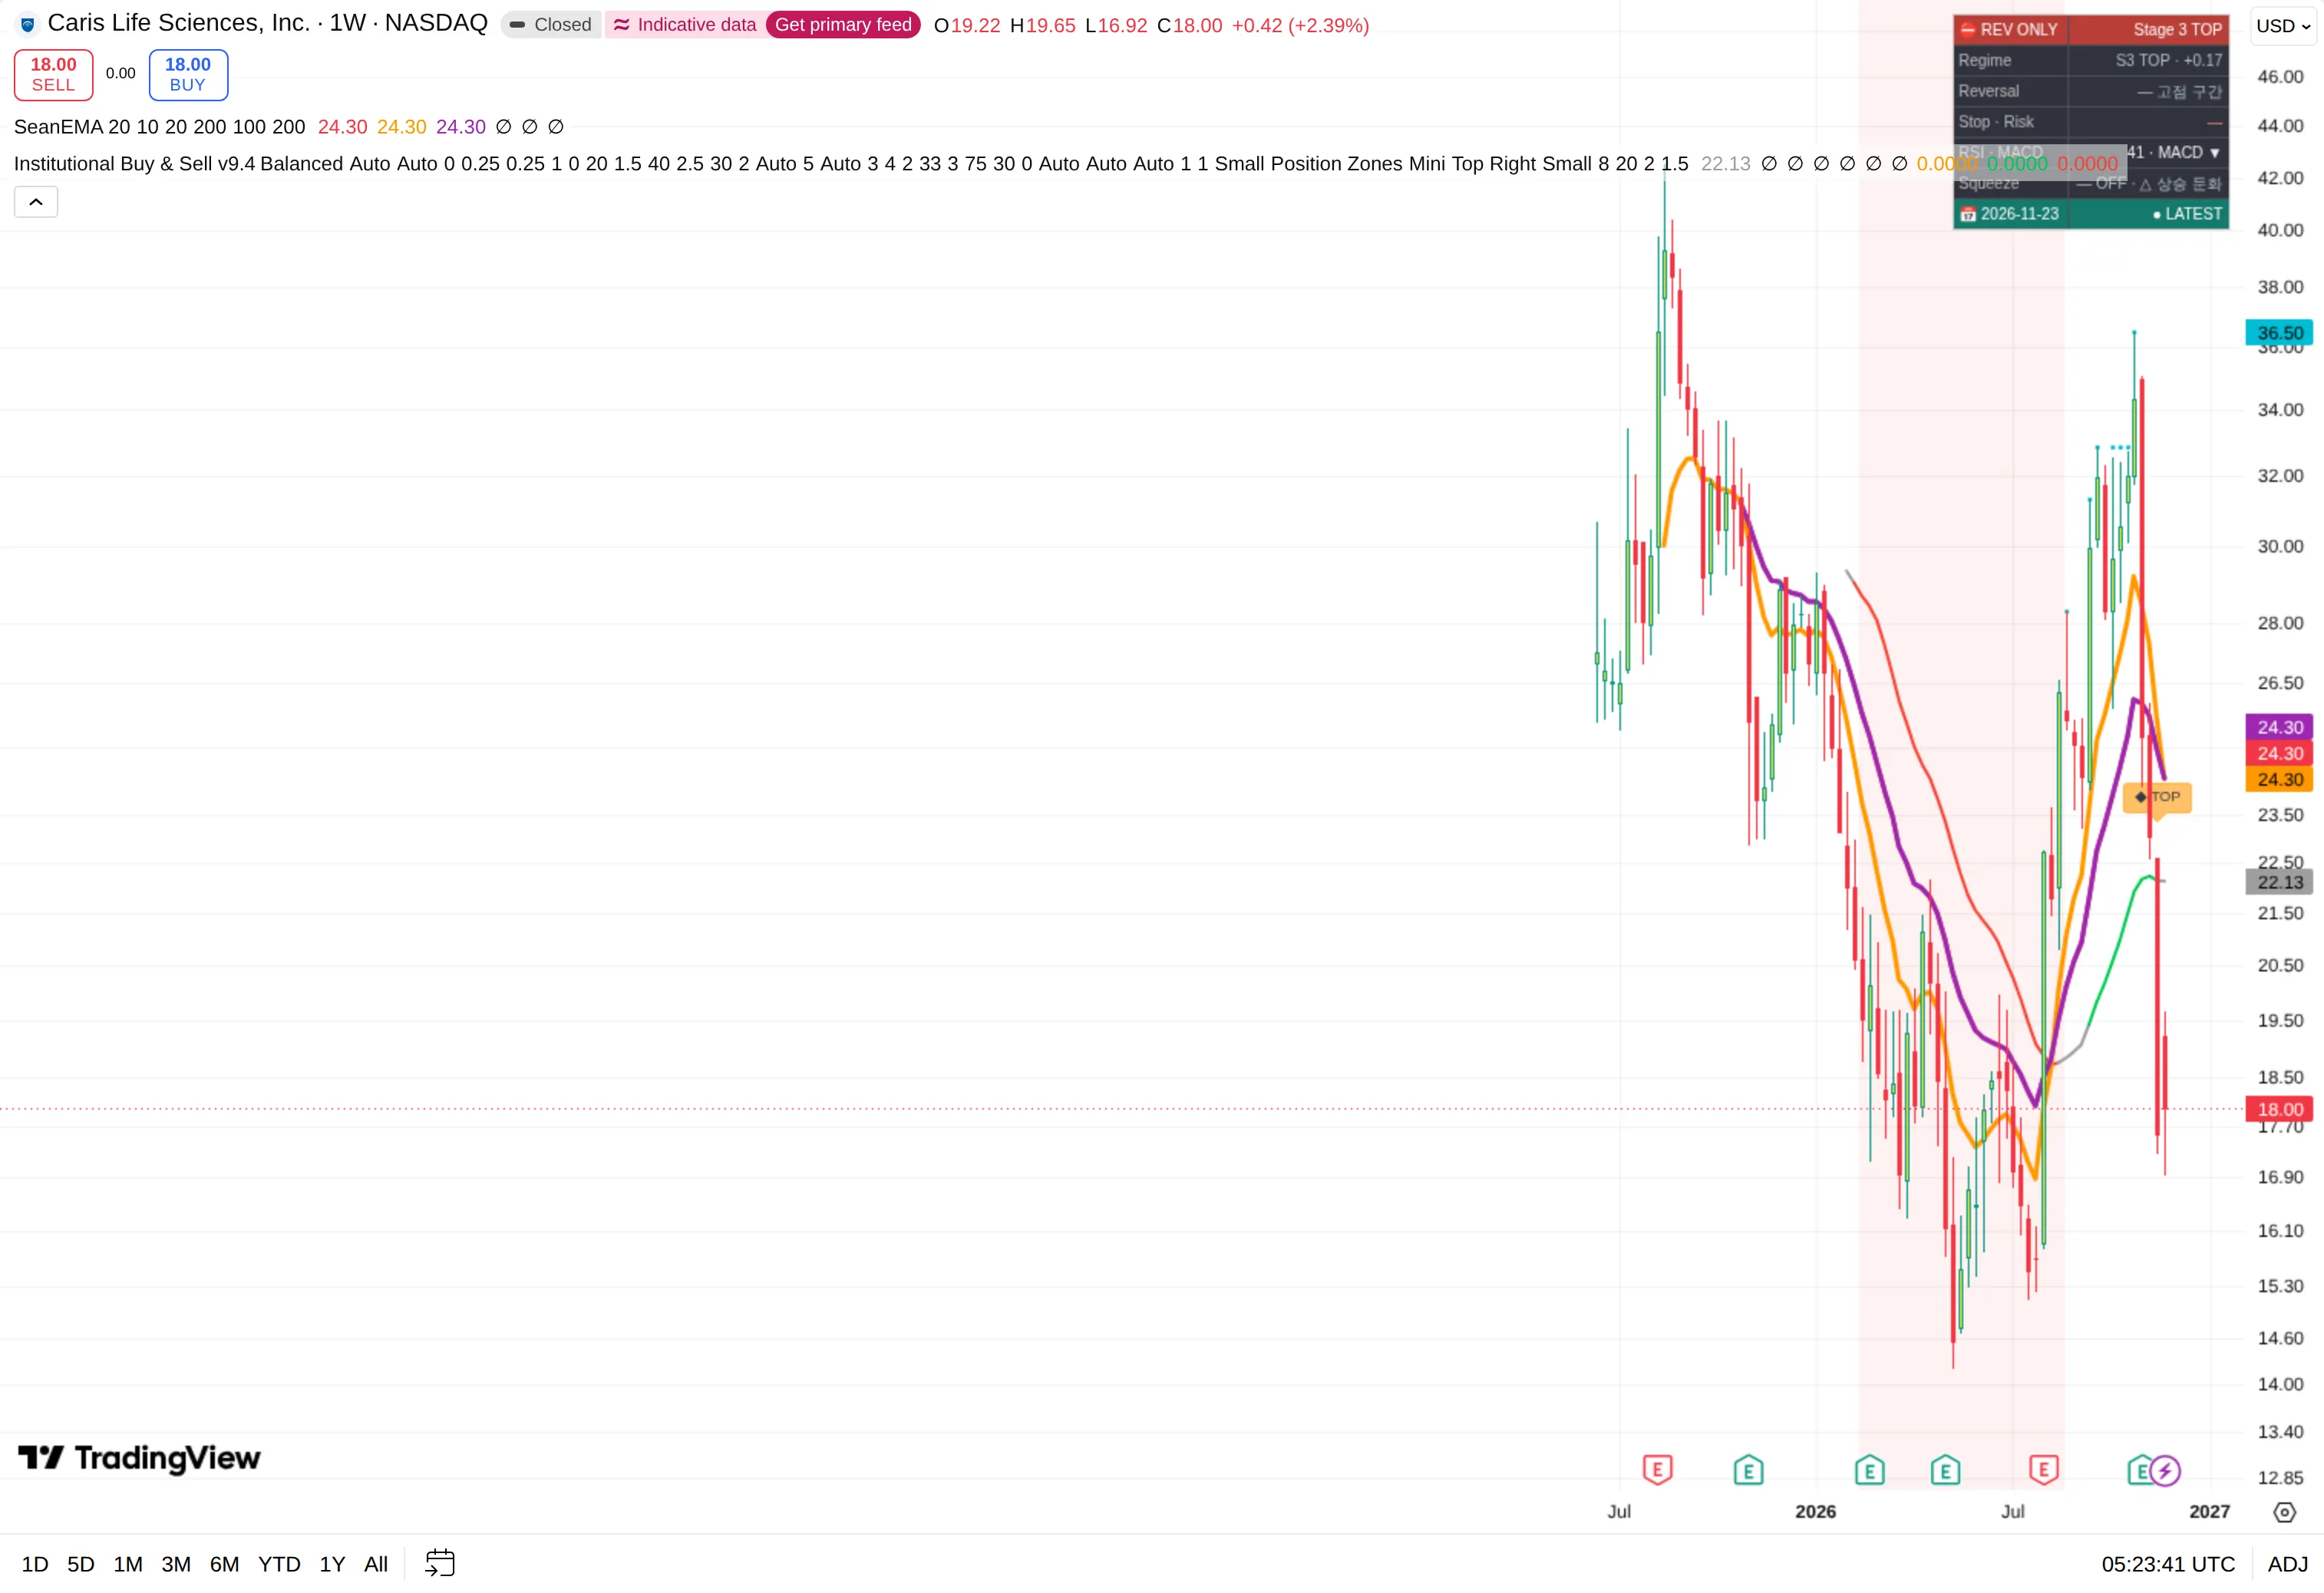 Caris Life Sciences, Inc. · 1W · NASDAQ Closed Indicative data Get primary feed O19.22 H19.65 L16.92 C18.00 +0.42 (+2.39%)
18.00 SELL 0.00 18.00 BUY
SeanEMA 20 10 20 200 100 200 24.30 24.30 24.30 ∅ ∅ ∅
Institutional Buy & Sell v9.4 Balanced Auto Auto 0 0.25 0.25 1 0 20 1.5 40 2.5 30 2 Auto 5 Auto 3 4 2 33 3 75 30 0 Auto Auto Auto 1 1 Small Position Zones Mini Top Right Small 8 20 2 1.5 22.13 ∅ ∅ ∅ ∅ ∅ ∅ 0.0000 0.0000 0.0000
⛔ REV ONLY Stage 3 TOP
Regime S3 TOP · +0.17
Reversal — 고점 구간
Stop · Risk —
RSI · MACD 41 · MACD ▼
Squeeze — OFF · △ 상승 둔화
📅 2026-11-23 ● LATEST
USD
46.00
44.00
42.00
40.00
38.00
36.50
36.00
34.00
32.00
30.00
28.00
26.50
24.30
24.30
24.30
◆ TOP
23.50
22.50
22.13
21.50
20.50
19.50
18.50
18.00
17.70
16.90
16.10
15.30
14.60
14.00
13.40
12.85
TradingView
E E E E E E
Jul 2026 Jul 2027
1D 5D 1M 3M 6M YTD 1Y All 05:23:41 UTC ADJ